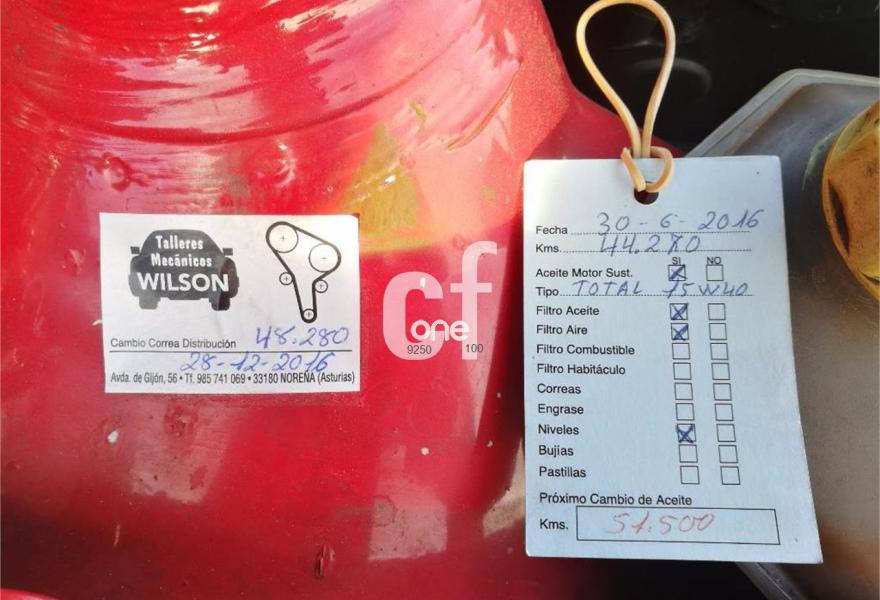 Talleres
Mecánicos
WILSON
Cambio Correa Distribución 48.280
28-12-2016
Avda. de Gijón, 56 • Tf. 985 741 069 • 33180 NOREÑA (Asturias)
cf
one
9250 100
Fecha 30-6-2016
Kms. 44.270
SI NO
Aceite Motor Sust. X
Tipo TOTAL 15W40
Filtro Aceite X
Filtro Aire X
Filtro Combustible
Filtro Habitáculo
Correas
Engrase
Niveles X
Bujías
Pastillas
Próximo Cambio de Aceite
Kms. 51.500